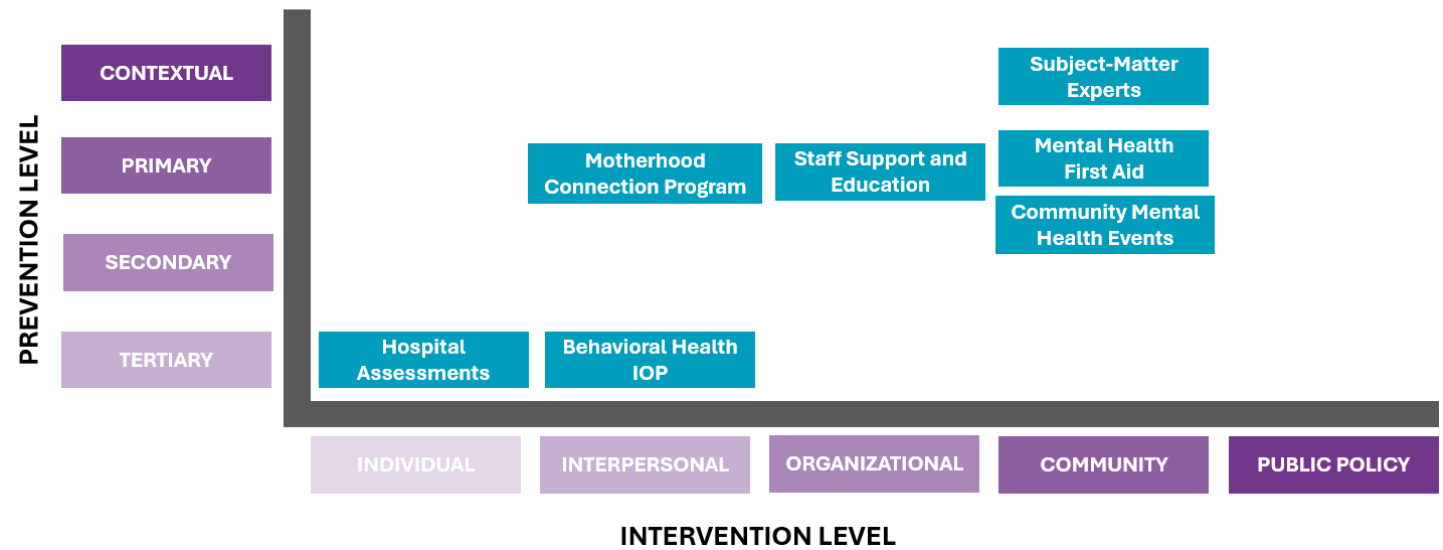 PREVENTION LEVEL
CONTEXTUAL
Subject-Matter
Experts
PRIMARY
Motherhood
Connection Program
Staff Support and
Education
Mental Health
First Aid
Community Mental
Health Events
SECONDARY
TERTIARY
Hospital
Assessments
Behavioral Health
IOP
INDIVIDUAL
INTERPERSONAL
ORGANIZATIONAL
COMMUNITY
PUBLIC POLICY
INTERVENTION LEVEL